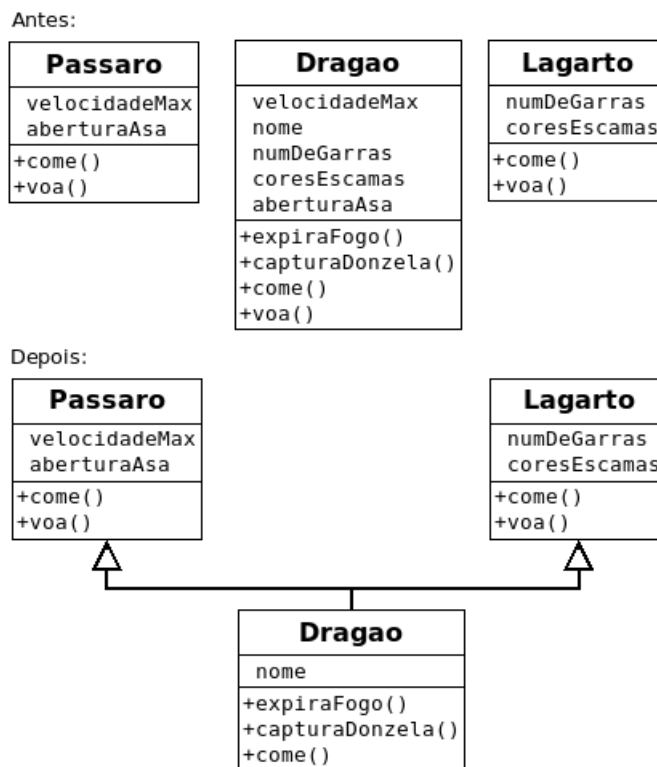 Antes:
Passaro
velocidadeMax
aberturaAsa
+come()
+voa()
Dragao
velocidadeMax
nome
numDeGarras
coresEscamas
aberturaAsa
+expiraFogo()
+capturaDonzela()
+come()
+voa()
Lagarto
numDeGarras
coresEscamas
+come()
+voa()
Depois:
Passaro
velocidadeMax
aberturaAsa
+come()
+voa()
Lagarto
numDeGarras
coresEscamas
+come()
+voa()
Dragao
nome
+expiraFogo()
+capturaDonzela()
+come()